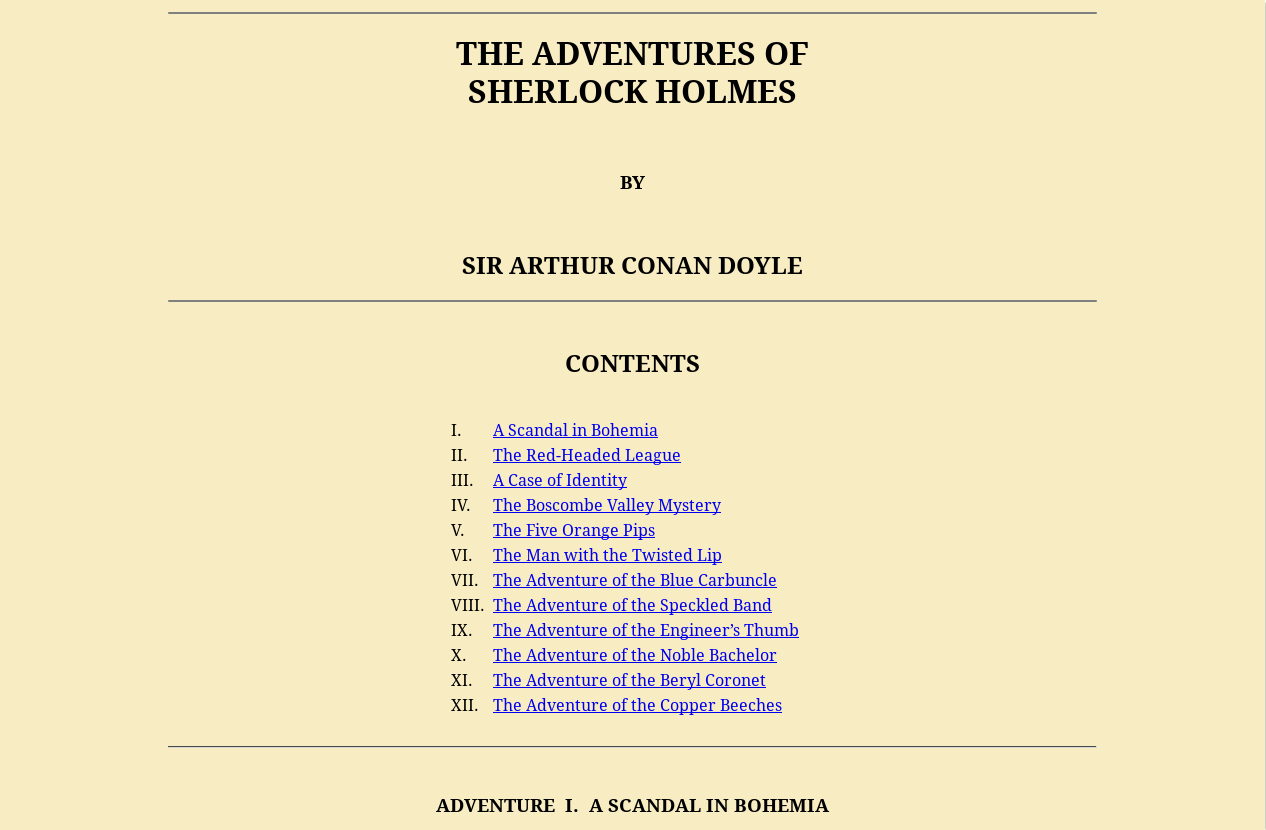 THE ADVENTURES OF
SHERLOCK HOLMES
BY
SIR ARTHUR CONAN DOYLE
CONTENTS
I. A Scandal in Bohemia
II. The Red-Headed League
III. A Case of Identity
IV. The Boscombe Valley Mystery
V. The Five Orange Pips
VI. The Man with the Twisted Lip
VII. The Adventure of the Blue Carbuncle
VIII. The Adventure of the Speckled Band
IX. The Adventure of the Engineer’s Thumb
X. The Adventure of the Noble Bachelor
XI. The Adventure of the Beryl Coronet
XII. The Adventure of the Copper Beeches
ADVENTURE I. A SCANDAL IN BOHEMIA